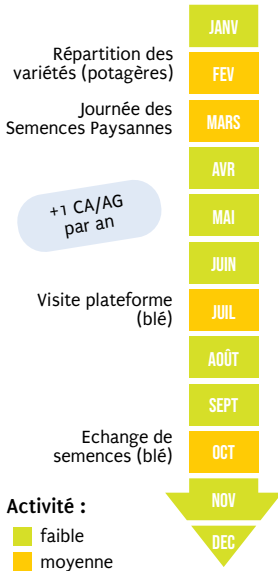 JANV
Répartition des
variétés (potagères)
FEV
Journée des
Semences Paysannes
MARS
AVR
+1 CA/AG
par an
MAI
JUIN
Visite plateforme
(blé)
JUIL
AOÛT
SEPT
Echange de
semences (blé)
OCT
NOV
DEC
Activité :
faible
moyenne